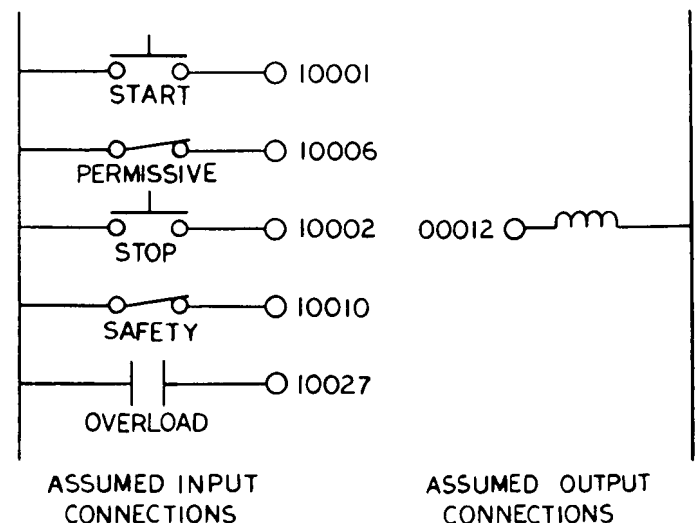 10001
START
10006
PERMISSIVE
10002
STOP
00012
10010
SAFETY
10027
OVERLOAD
ASSUMED INPUT
CONNECTIONS
ASSUMED OUTPUT
CONNECTIONS